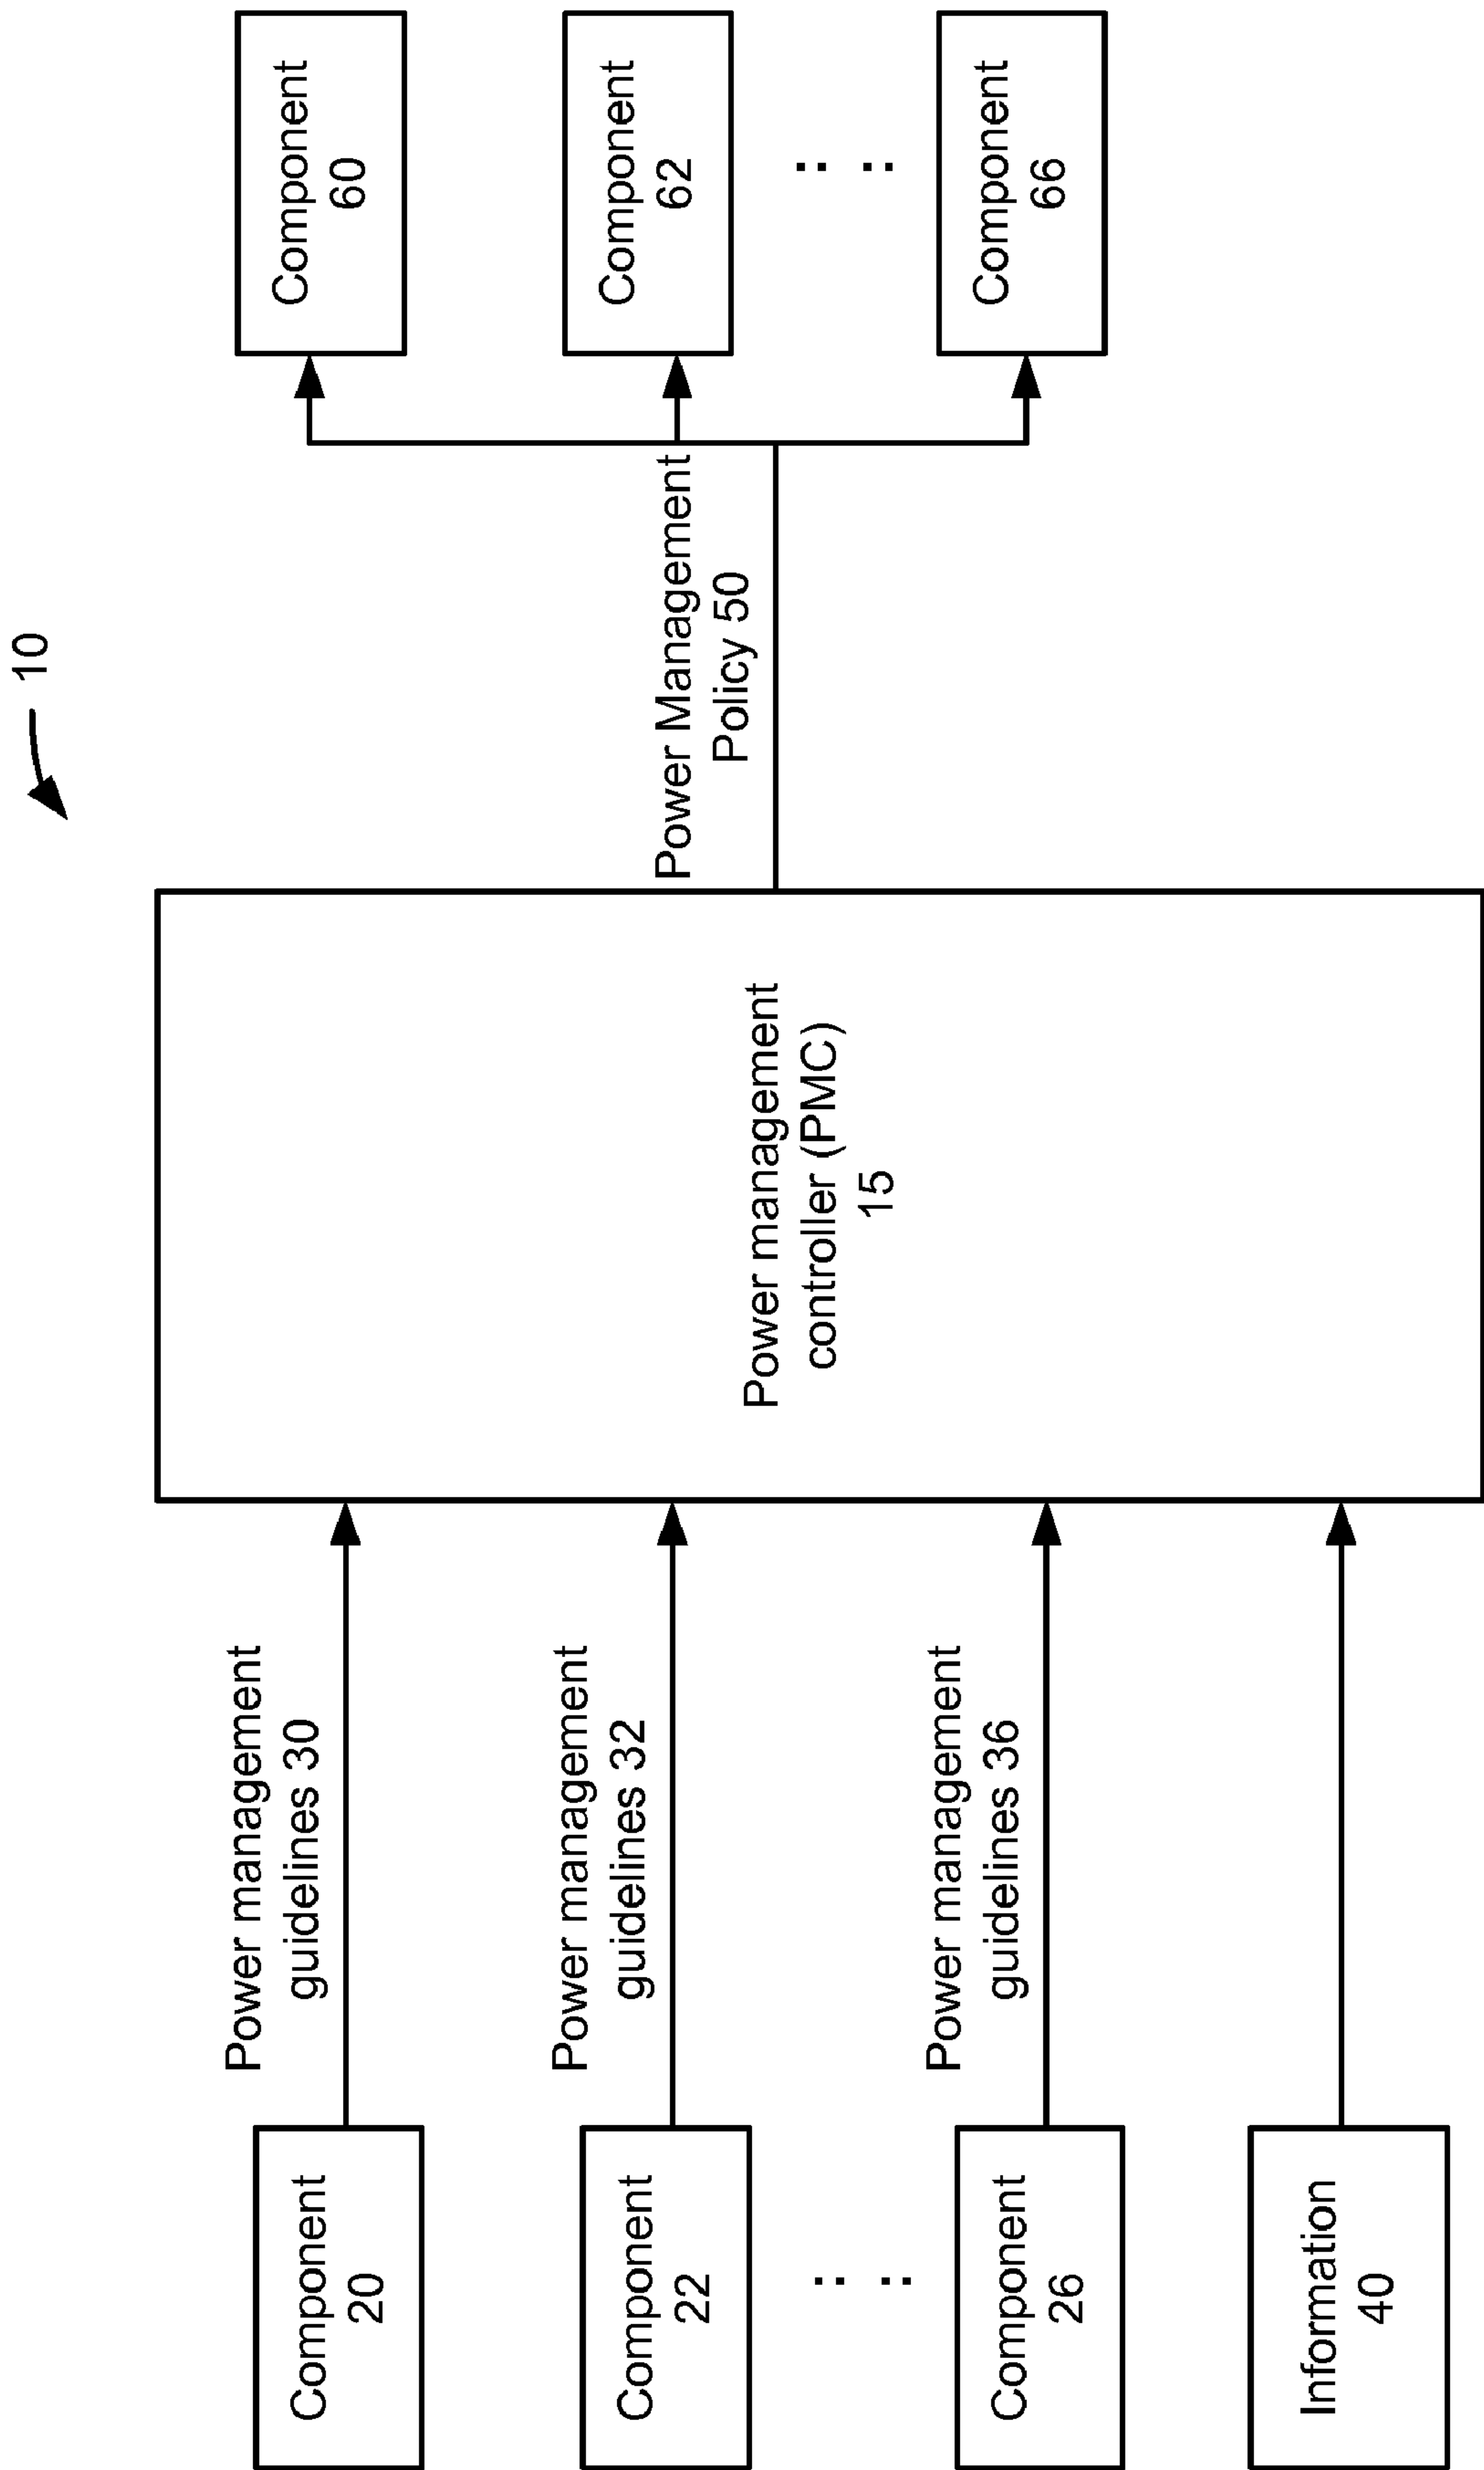 10
Component
20
Power management
guidelines 30
Component
22
Power management
guidelines 32
: :
Component
26
Power management
guidelines 36
Information
40
Power management
controller (PMC)
15
Power Management
Policy 50
Component
60
Component
62
: :
Component
66